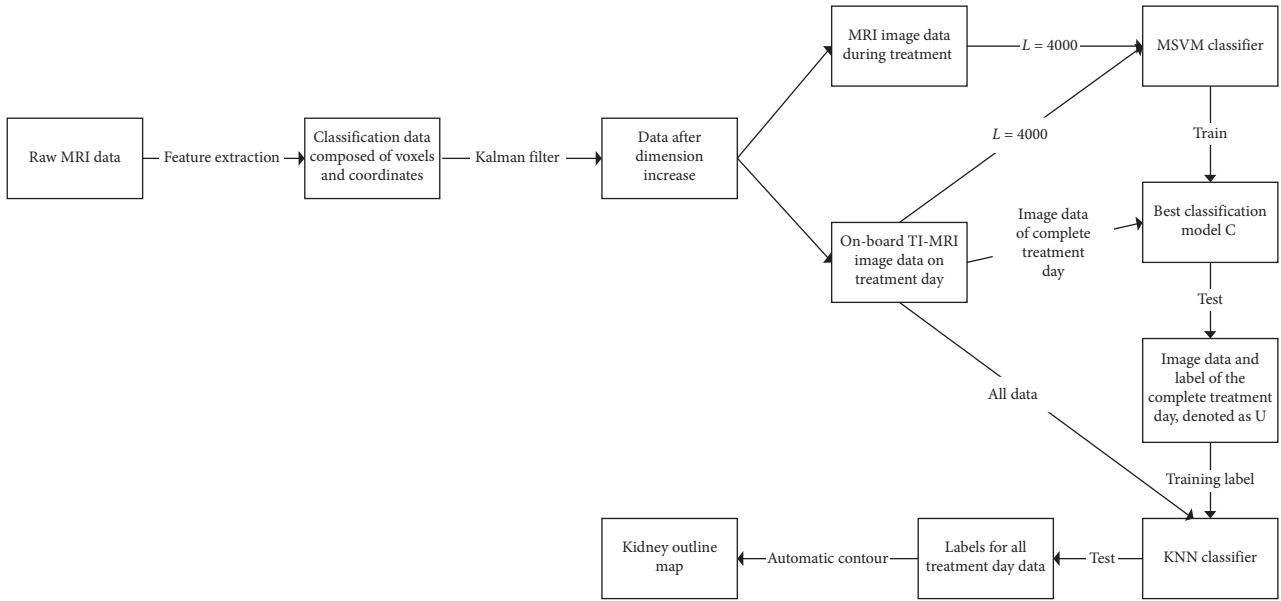 Raw MRI data
Feature extraction
Classification data
composed of voxels
and coordinates
Kalman filter
Data after
dimension
increase
MRI image data
during treatment
L = 4000
MSVM classifier
L = 4000
Train
On-board TI-MRI
image data on
treatment day
Image data
of complete
treatment
day
Best classification
model C
Test
Image data and
label of the
complete treatment
day, denoted as U
All data
Training label
KNN classifier
Test
Labels for all
treatment day data
Automatic contour
Kidney outline
map